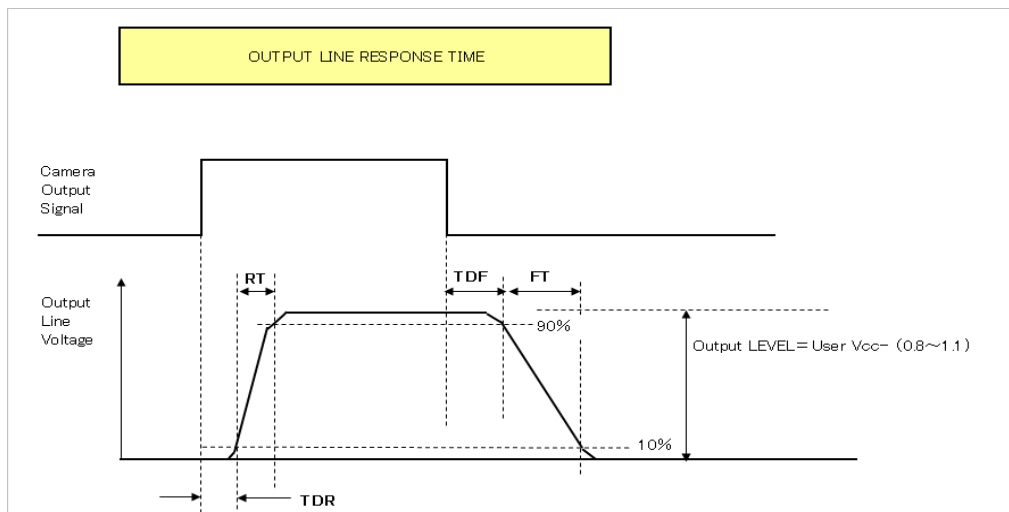 OUTPUT LINE RESPONSE TIME
Camera
Output
Signal
RT
TDF
FT
Output
Line
Voltage
90%
Output LEVEL=User Vcc-（0.8～1.1）
10%
TDR